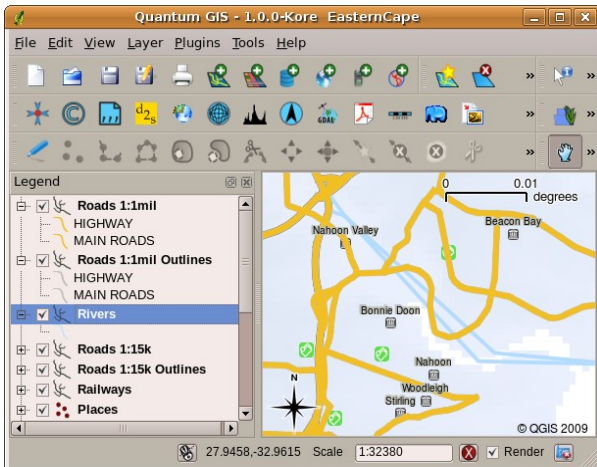 Quantum GIS - 1.0.0-Kore EasternCape
File Edit View Layer Plugins Tools Help
d2s
GDAL
Legend
Roads 1:1mil
HIGHWAY
MAIN ROADS
Roads 1:1mil Outlines
HIGHWAY
MAIN ROADS
Rivers
Roads 1:15k
Roads 1:15k Outlines
Railways
Places
0 0.01
degrees
Beacon Bay
Nahoon Valley
Bonnie Doon
Nahoon
Woodleigh
Stirling
N
© QGIS 2009
27.9458,-32.9615 Scale 1:32380 Render